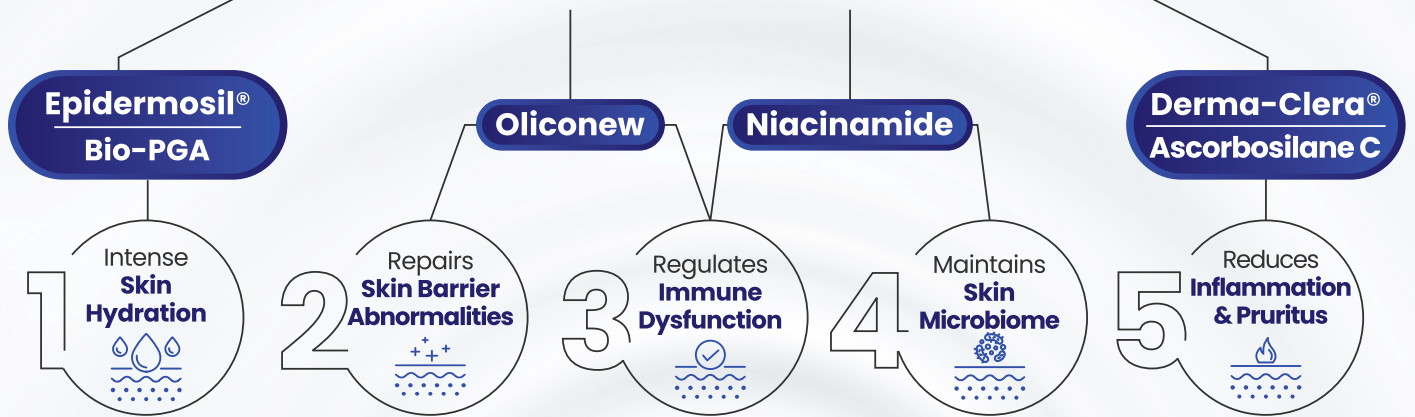 Epidermosil®
Bio-PGA
Oliconew
Niacinamide
Derma-Clera®
Ascorbosilane C
1
Intense
Skin
Hydration
2
Repairs
Skin Barrier
Abnormalities
3
Regulates
Immune
Dysfunction
4
Maintains
Skin
Microbiome
5
Reduces
Inflammation
& Pruritus